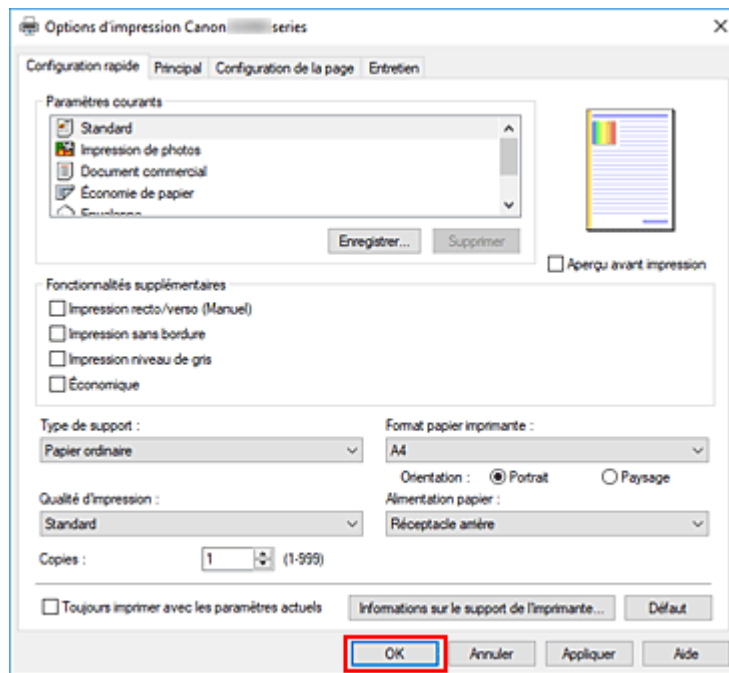 Options d'impression Canon series
Configuration rapide Principal Configuration de la page Entretien
Paramètres courants
Standard
Impression de photos
Document commercial
Économie de papier
Enregistrer... Supprimer
Aperçu avant impression
Fonctionnalités supplémentaires
Impression recto/verso (Manuel)
Impression sans bordure
Impression niveau de gris
Économique
Type de support : Format papier imprimante :
Papier ordinaire A4
Orientation : Portrait Paysage
Qualité d'impression : Alimentation papier :
Standard Réceptacle arrière
Copies : 1 (1-999)
Toujours imprimer avec les paramètres actuels Informations sur le support de l'imprimante... Défaut
OK Annuler Appliquer Aide